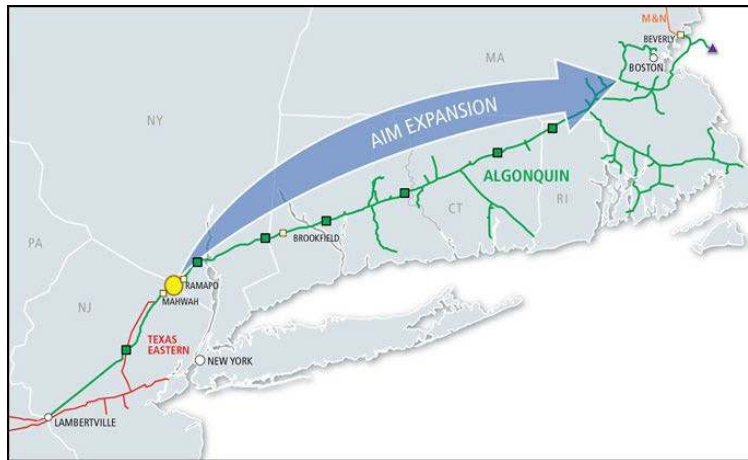 M&N
BEVERLY
BOSTON
MA
NY
AIM EXPANSION
ALGONQUIN
CT
RI
PA
BROOKFIELD
RAMAPO
MAHWAH
NJ
TEXAS
EASTERN
NEW YORK
LAMBERTVILLE